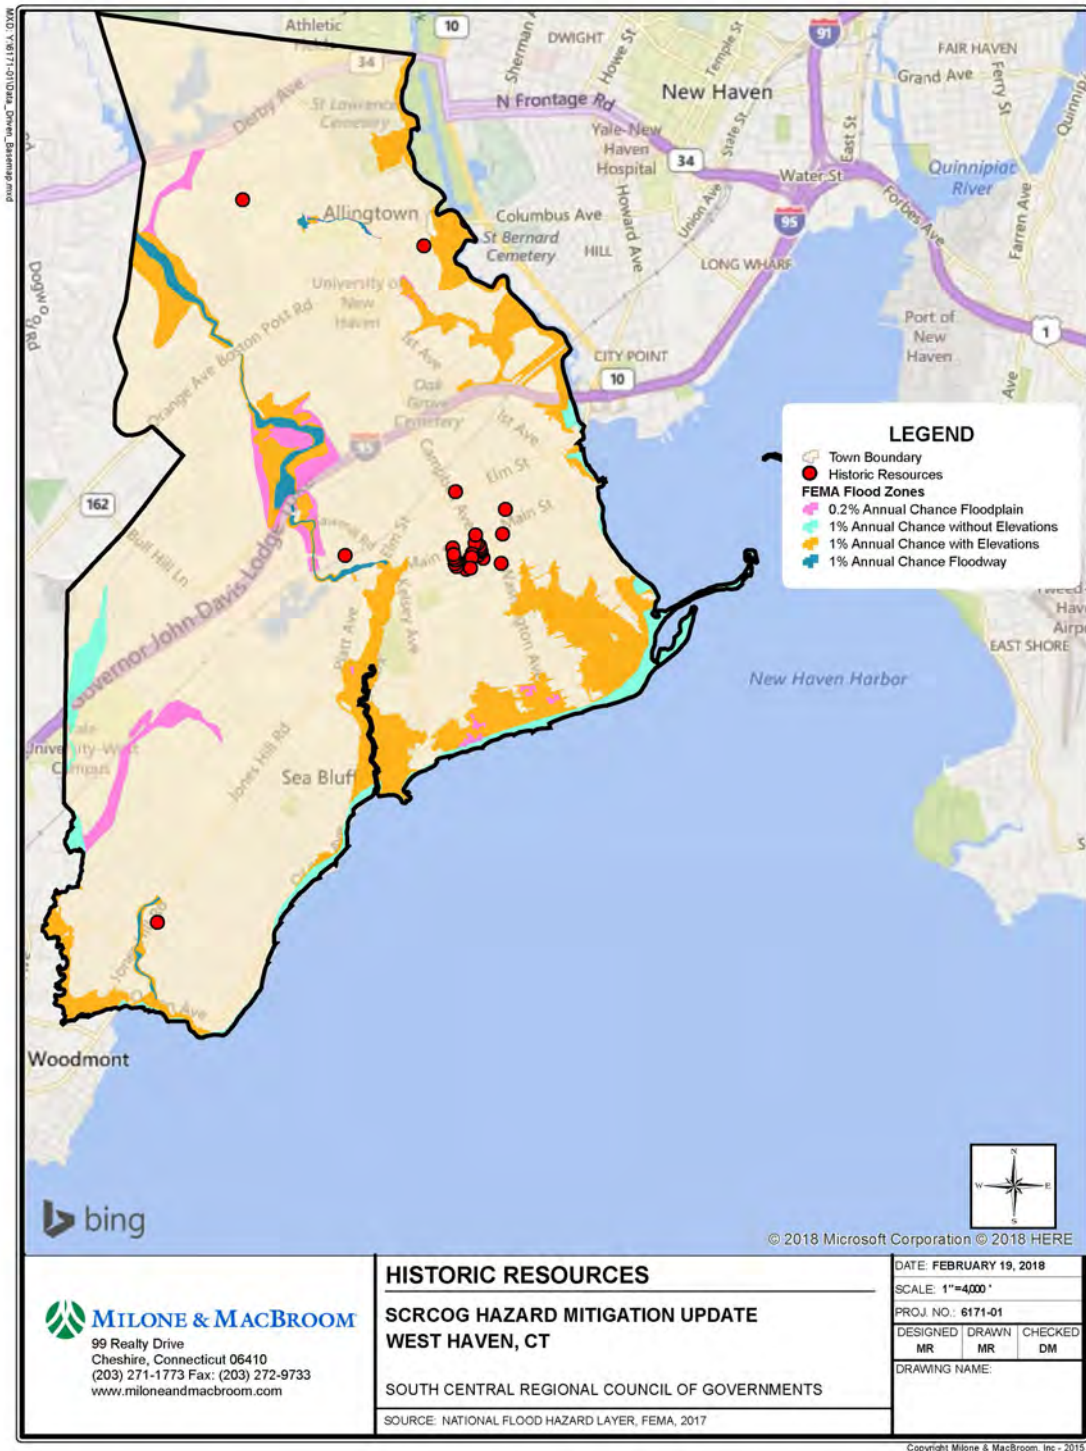 MXD: Y:\6171-01\Data_Driven_Basemap.mxd
Athletic
Fields
10
34
Derby Ave
St Lawrence
Cemetery
DWIGHT
Sherman
Howe St
Temple St
91
FAIR HAVEN
Grand Ave
Ferry St
N Frontage Rd
New Haven
Yale-New
Haven
Hospital
State St
East St
34
Water St
Quinnipiac
River
Forbes Ave
Farren Ave
Allingtown
Columbus Ave
St Bernard
Cemetery
HILL
Howard Ave
Union Ave
95
LONG WHARF
University of
New
Haven
Orange Ave Boston Post Rd
1st Ave
CITY POINT
10
Port of
New
Haven
1
Ave
Oak
Grove
Cemetery
1st Ave
95
Elm St
Main St
162
Bull Hill Ln
Sawmill Rd
Elm St
Main
Governor John Davis Lodge
Platt Ave
Kelsey Ave
Washington Ave
LEGEND
Town Boundary
Historic Resources
FEMA Flood Zones
0.2% Annual Chance Floodplain
1% Annual Chance without Elevations
1% Annual Chance with Elevations
1% Annual Chance Floodway
EAST SHORE
New Haven Harbor
Yale
University-West
Campus
Jones Hill Rd
Sea Bluff
Woodmont
bing
N
W
E
S
© 2018 Microsoft Corporation © 2018 HERE
MILONE & MACBROOM
99 Realty Drive
Cheshire, Connecticut 06410
(203) 271-1773 Fax: (203) 272-9733
www.miloneandmacbroom.com
HISTORIC RESOURCES
SCRCOG HAZARD MITIGATION UPDATE
WEST HAVEN, CT
SOUTH CENTRAL REGIONAL COUNCIL OF GOVERNMENTS
SOURCE: NATIONAL FLOOD HAZARD LAYER, FEMA, 2017
DATE: FEBRUARY 19, 2018
SCALE: 1"=4,000 '
PROJ. NO.: 6171-01
DESIGNED DRAWN CHECKED
MR MR DM
DRAWING NAME:
Copyright Milone & MacBroom, Inc - 2015